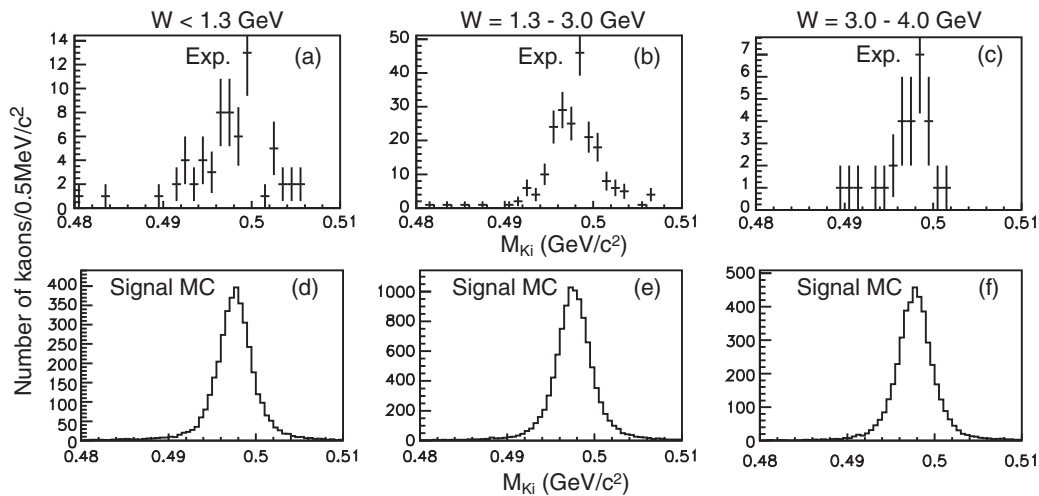 W < 1.3 GeV
W = 1.3 - 3.0 GeV
W = 3.0 - 4.0 GeV
Number of kaons/0.5MeV/c²
14
12
10
8
6
4
2
0
Exp.
(a)
0.48 0.49 0.5 0.51
50
40
30
20
10
0
Exp.
(b)
0.48 0.49 0.5 0.51
M_Ki (GeV/c²)
7
6
5
4
3
2
1
0
Exp.
(c)
0.48 0.49 0.5 0.51
400
350
300
250
200
150
100
50
0
Signal MC
(d)
0.48 0.49 0.5 0.51
1000
800
600
400
200
0
Signal MC
(e)
0.48 0.49 0.5 0.51
M_Ki (GeV/c²)
500
400
300
200
100
0
Signal MC
(f)
0.48 0.49 0.5 0.51